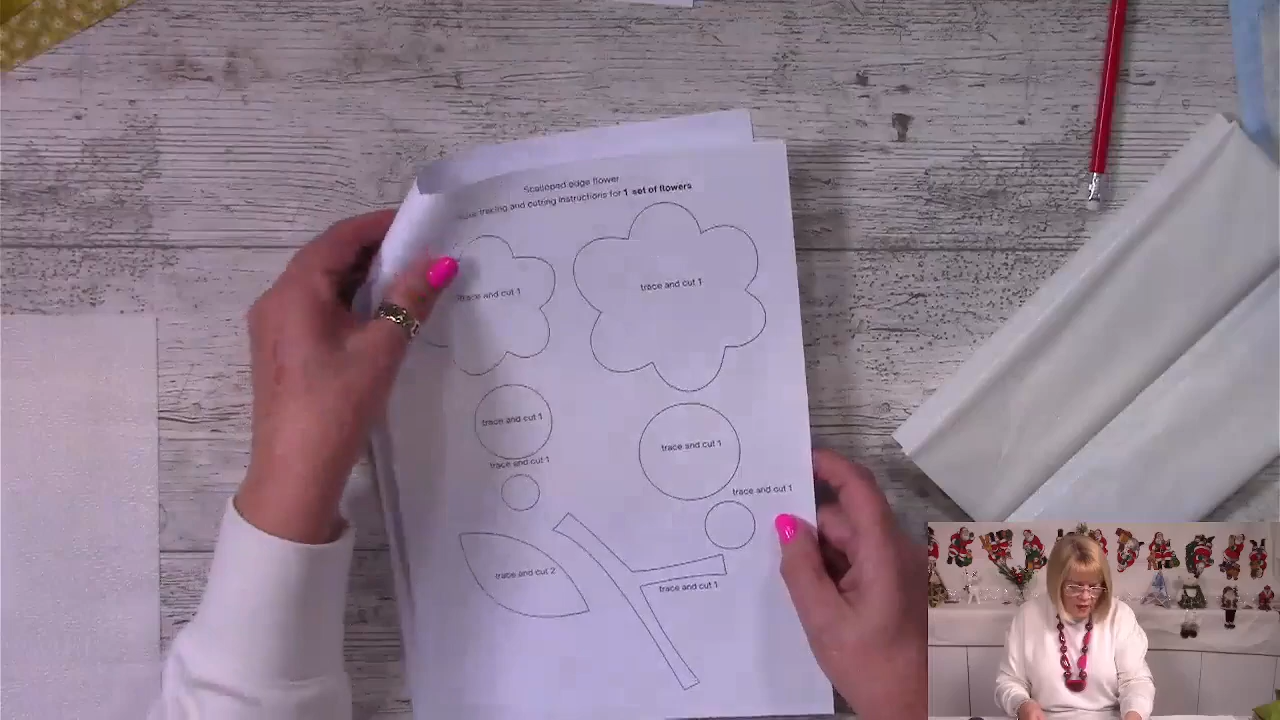 Scalloped edge flower
tracing and cutting instructions for 1 set of flowers
trace and cut 1
trace and cut 1
trace and cut 1
trace and cut 1
trace and cut 1
trace and cut 1
trace and cut 2
trace and cut 1